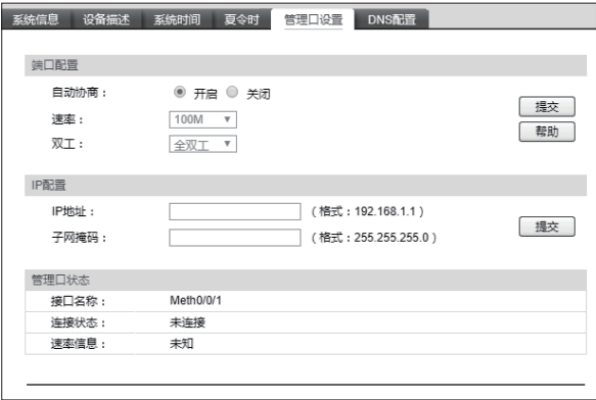 系统信息 设备描述 系统时间 夏令时 管理口设置 DNS配置
端口配置
自动协商： 开启 关闭
提交
速率： 100M
帮助
双工： 全双工
IP配置
IP地址： （格式：192.168.1.1）
提交
子网掩码： （格式：255.255.255.0）
管理口状态
接口名称： Meth0/0/1
连接状态： 未连接
速率信息： 未知